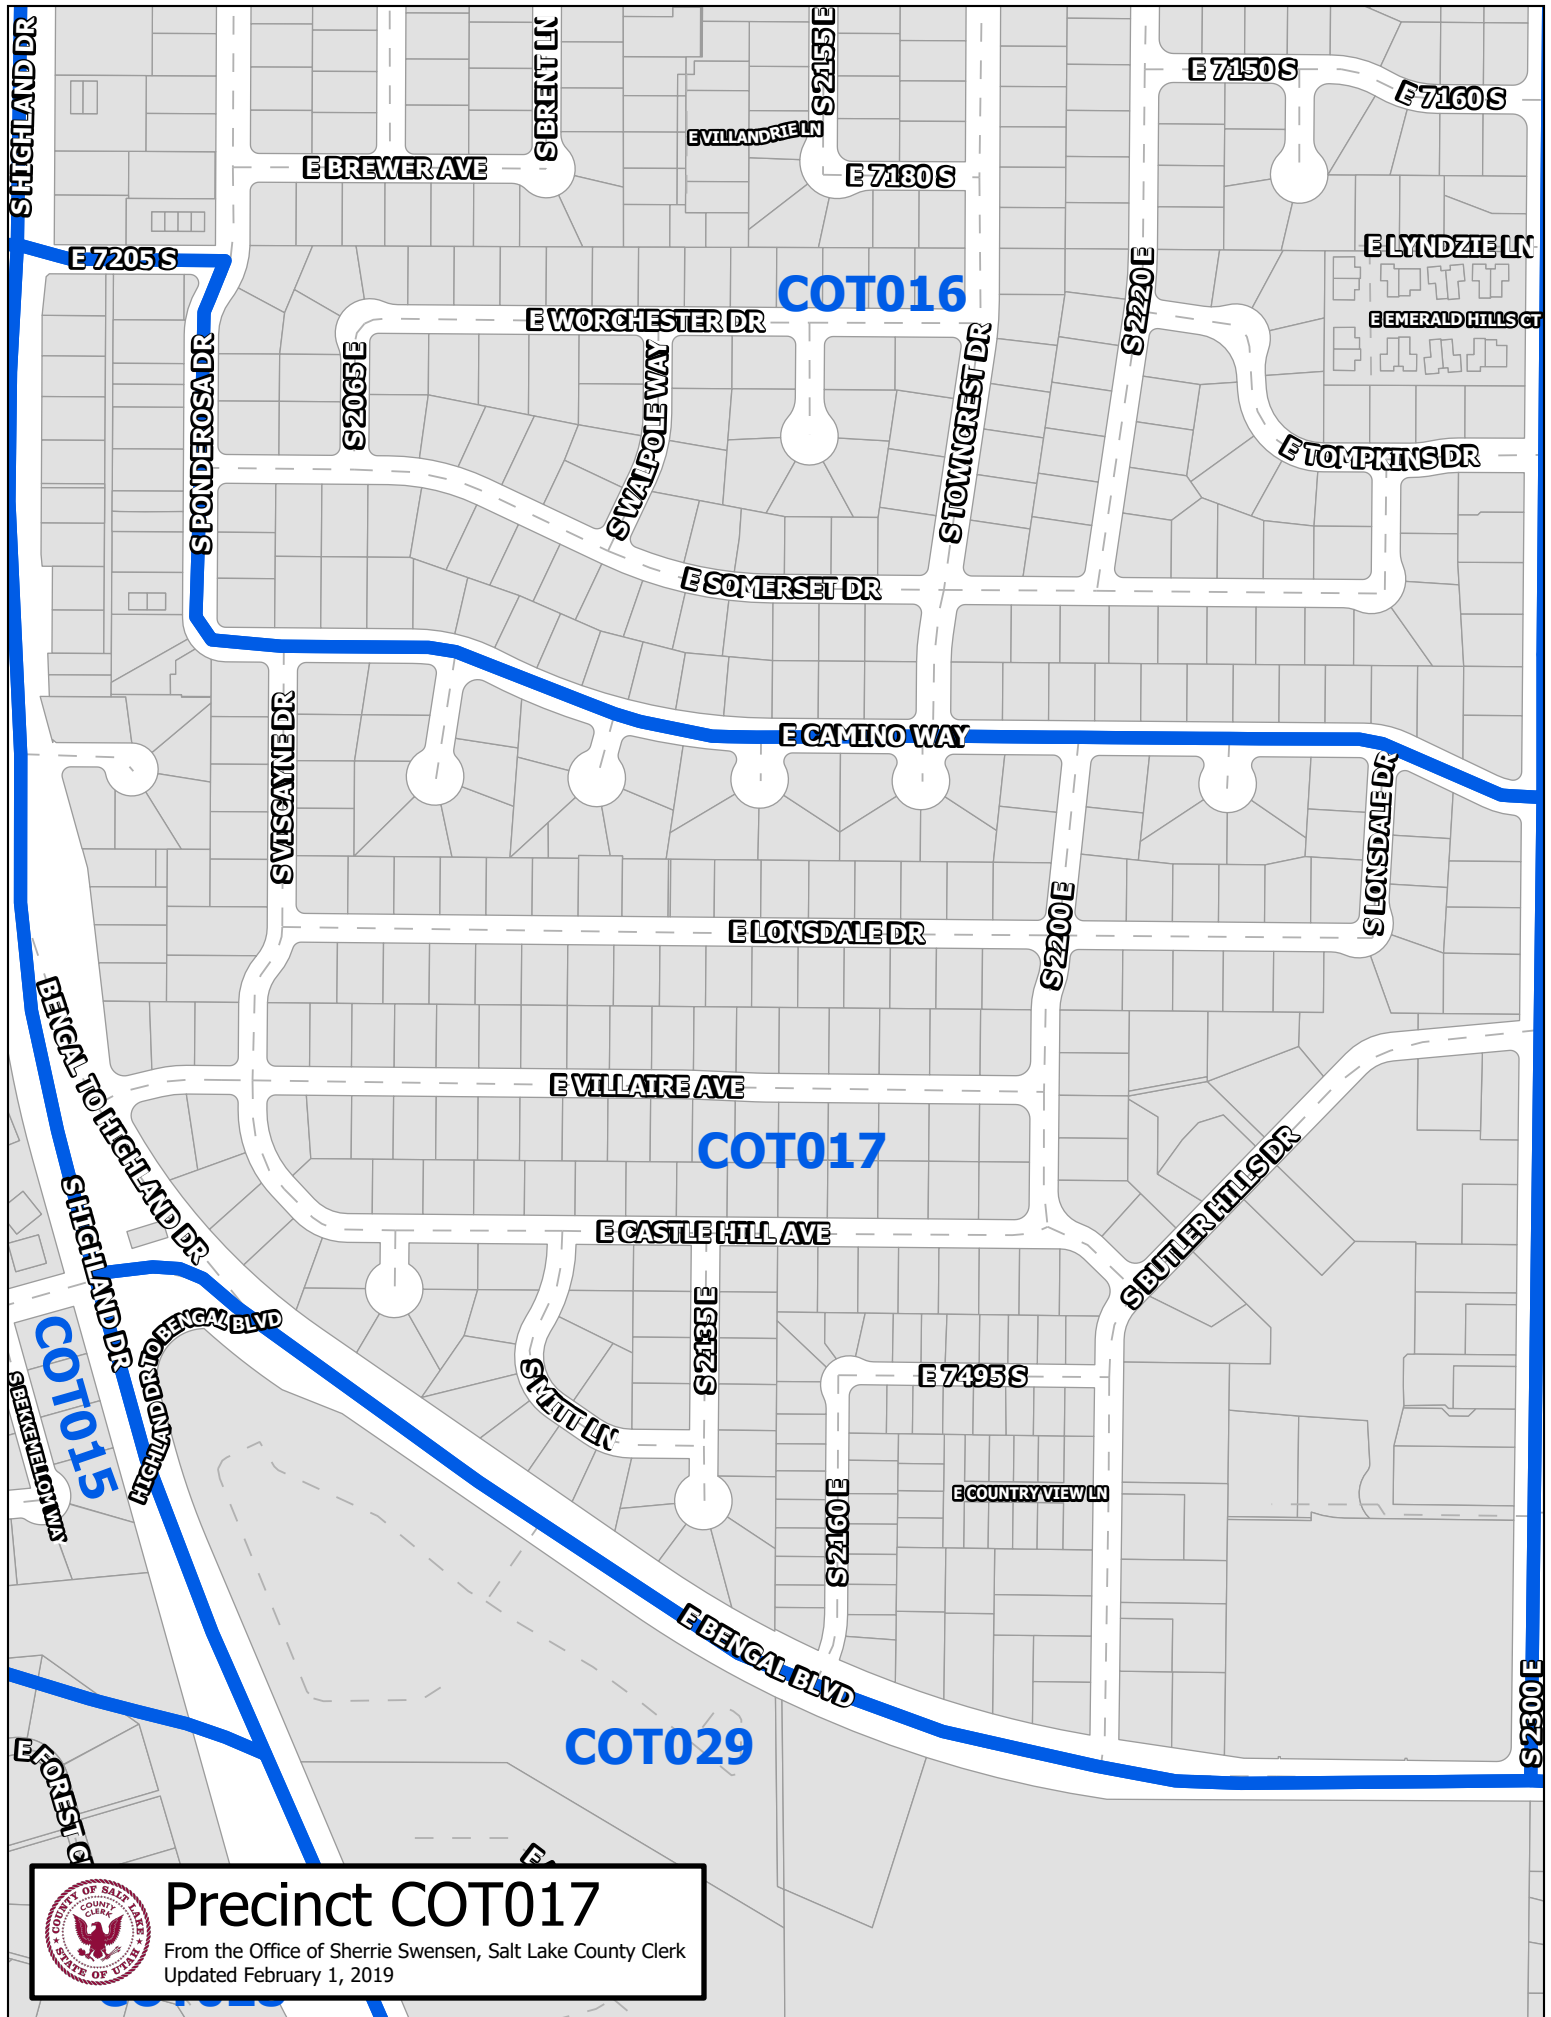 S HIGHLAND DR
S BRENT LN
S 2155 E
E 7150 S
E 7160 S
E VILLANDRIE LN
E BREWER AVE
E 7180 S
E 7205 S
E LYNDZIE LN
COT016
S 2220 E
E WORCHESTER DR
E EMERALD HILLS CT
S PONDEROSA DR
S 2065 E
S WALPOLE WAY
S TOWNCREST DR
E TOMPKINS DR
E SOMERSET DR
E CAMINO WAY
S VISCAYNE DR
S LONSDALE DR
E LONSDALE DR
S 2200 E
BENGAL TO HIGHLAND DR
E VILLAIRE AVE
COT017
S BUTLER HILLS DR
S HIGHLAND DR
E CASTLE HILL AVE
HIGHLAND DR TO BENGAL BLVD
S 2135 E
COT015
S BEKKEMELLOM WAY
S MITT LN
E 7495 S
E COUNTRY VIEW LN
S 2160 E
E BENGAL BLVD
S 2300 E
COT029
E FOREST C
E
Precinct COT017
From the Office of Sherrie Swensen, Salt Lake County Clerk
Updated February 1, 2019
COUNTY OF SALT LAKE
COUNTY CLERK
STATE OF UTAH